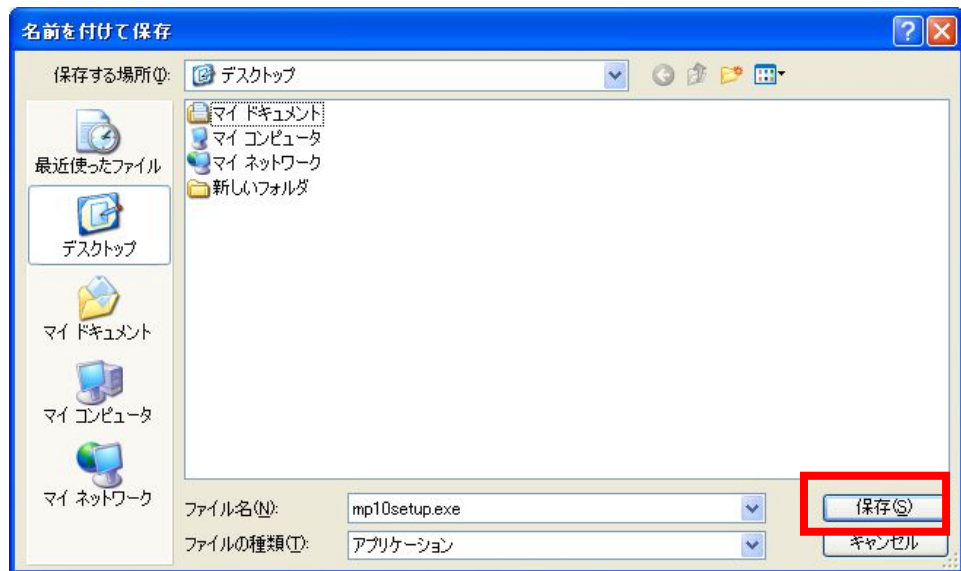 名前を付けて保存
保存する場所(I):
デスクトップ
マイ ドキュメント
マイ コンピュータ
マイ ネットワーク
新しいフォルダ
最近使ったファイル
デスクトップ
マイ ドキュメント
マイ コンピュータ
マイ ネットワーク
ファイル名(N):
mp10setup.exe
保存(S)
ファイルの種類(T):
アプリケーション
キャンセル